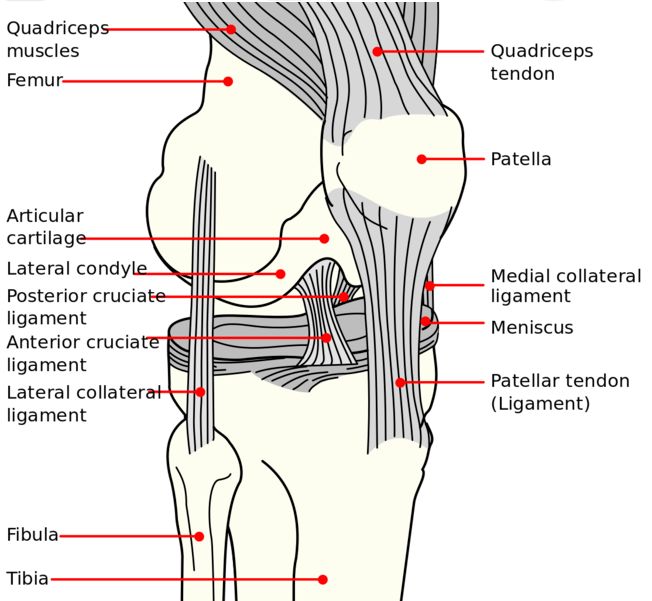 Quadriceps
muscles
Femur
Articular
cartilage
Lateral condyle
Posterior cruciate
ligament
Anterior cruciate
ligament
Lateral collateral
ligament
Fibula
Tibia
Quadriceps
tendon
Patella
Medial collateral
ligament
Meniscus
Patellar tendon
(Ligament)